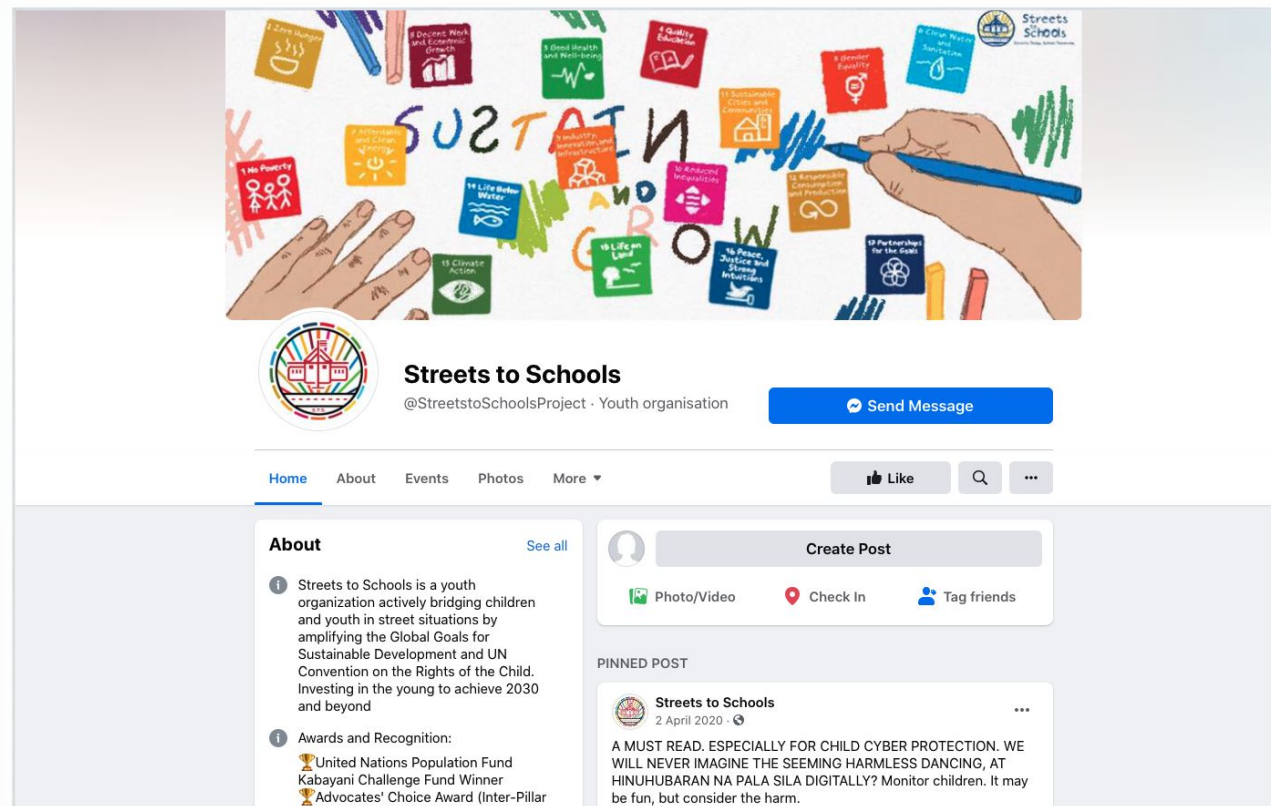 1 No Poverty
2 Zero Hunger
8 Decent Work
and Economic
Growth
3 Good Health
and Well-being
4 Quality
Education
6 Clean Water
and
Sanitation
Streets
to
Schools
7 Affordable
and Clean
Energy
SUSTAIN
AND
GROW
9 Industry,
Innovation, and
Infrastructure
11 Sustainable
Cities and
Communities
Gender
Equality
10 Reduced
Inequalities
12 Responsible
Consumption
and Production
14 Life Below
Water
15 Life on
Land
16 Peace,
Justice and
Strong
Intuitions
17 Partnerships
for the Goals
13 Climate
Action
STS
Streets to Schools
@StreetstoSchoolsProject · Youth organisation
Send Message
Home About Events Photos More
Like
About
See all
Streets to Schools is a youth
organization actively bridging children
and youth in street situations by
amplifying the Global Goals for
Sustainable Development and UN
Convention on the Rights of the Child.
Investing in the young to achieve 2030
and beyond
Awards and Recognition:
🏆United Nations Population Fund
Kabayani Challenge Fund Winner
🏆Advocates' Choice Award (Inter-Pillar
Create Post
Photo/Video Check In Tag friends
PINNED POST
Streets to Schools
2 April 2020 ·
A MUST READ. ESPECIALLY FOR CHILD CYBER PROTECTION. WE
WILL NEVER IMAGINE THE SEEMING HARMLESS DANCING, AT
HINUHUBARAN NA PALA SILA DIGITALLY? Monitor children. It may
be fun, but consider the harm.